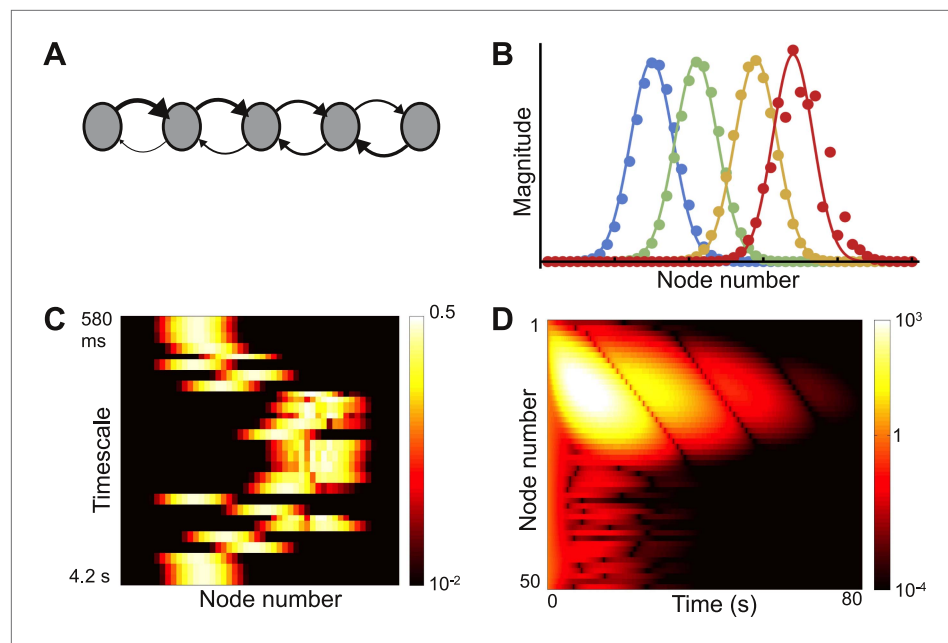 A
B
Magnitude
Node number
C
580
ms
Timescale
4.2 s
Node number
0.5
10-2
D
1
Node number
50
0
Time (s)
80
10³
1
10-4